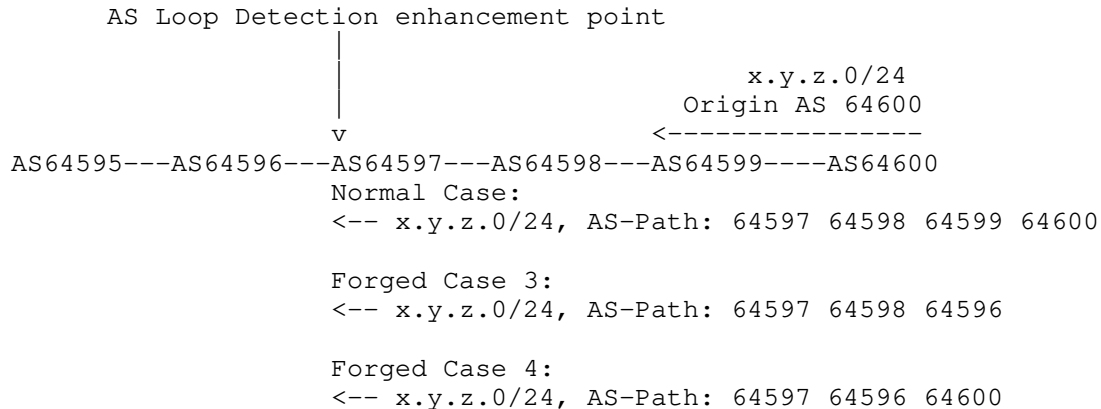 AS Loop Detection enhancement point
|
|
x.y.z.0/24
|
Origin AS 64600
v
<----------------
AS64595---AS64596---AS64597---AS64598---AS64599----AS64600
Normal Case:
<-- x.y.z.0/24, AS-Path: 64597 64598 64599 64600
Forged Case 3:
<-- x.y.z.0/24, AS-Path: 64597 64598 64596
Forged Case 4:
<-- x.y.z.0/24, AS-Path: 64597 64596 64600